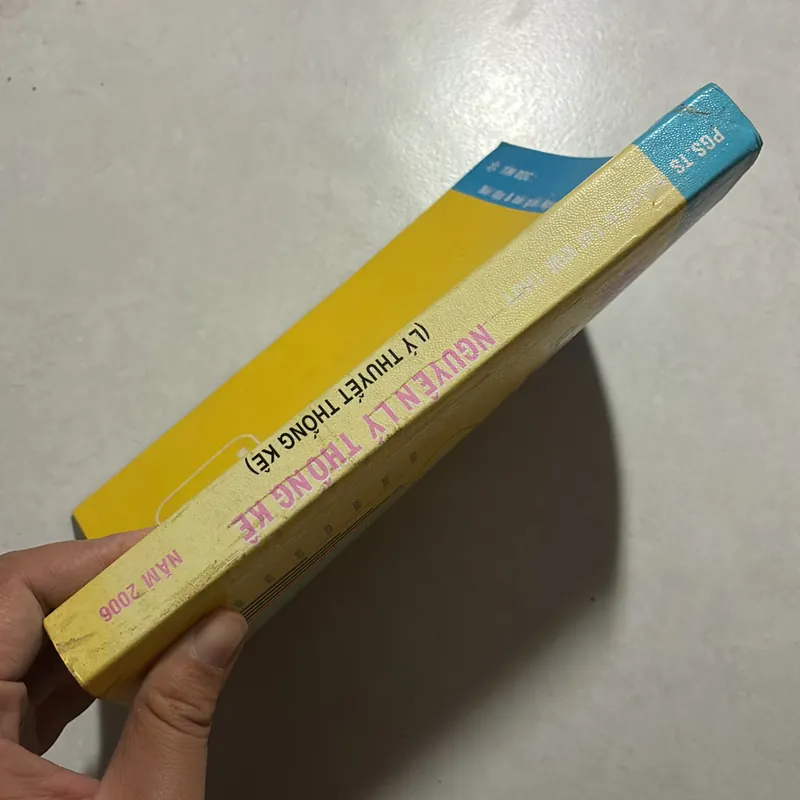 PGS. TS
NGUYÊN LÝ THỐNG KÊ
(LÝ THUYẾT THỐNG KÊ)
NĂM 2006